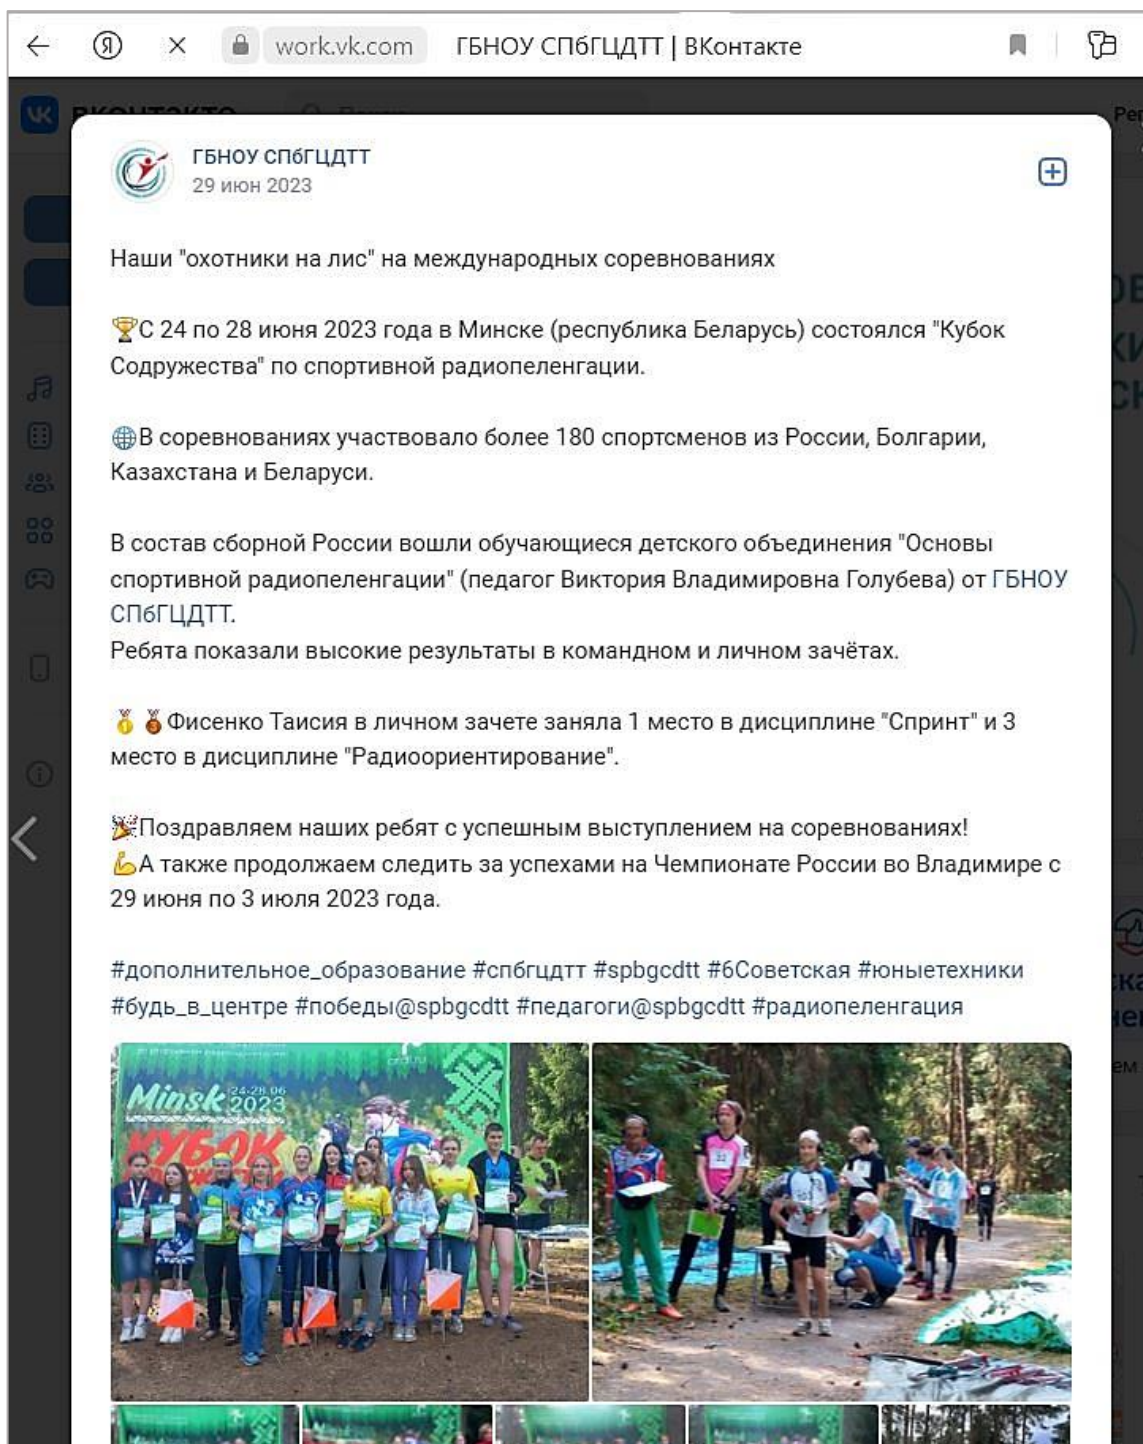 work.vk.com ГБНОУ СПбГЦДТТ | ВКонтакте
ГБНОУ СПбГЦДТТ
29 июн 2023
Наши "охотники на лис" на международных соревнованиях
🏆С 24 по 28 июня 2023 года в Минске (республика Беларусь) состоялся "Кубок
Содружества" по спортивной радиопеленгации.
🌐В соревнованиях участвовало более 180 спортсменов из России, Болгарии,
Казахстана и Беларуси.
В состав сборной России вошли обучающиеся детского объединения "Основы
спортивной радиопеленгации" (педагог Виктория Владимировна Голубева) от ГБНОУ
СПбГЦДТТ.
Ребята показали высокие результаты в командном и личном зачётах.
🥇🥉Фисенко Таисия в личном зачете заняла 1 место в дисциплине "Спринт" и 3
место в дисциплине "Радиоориентирование".
🎉Поздравляем наших ребят с успешным выступлением на соревнованиях!
💪А также продолжаем следить за успехами на Чемпионате России во Владимире с
29 июня по 3 июля 2023 года.
#дополнительное_образование #спбгцдтт #spbgcdtt #6Советская #юныетехники
#будь_в_центре #победы@spbgcdtt #педагоги@spbgcdtt #радиопеленгация
Minsk 24-28.06
2023
КУБОК